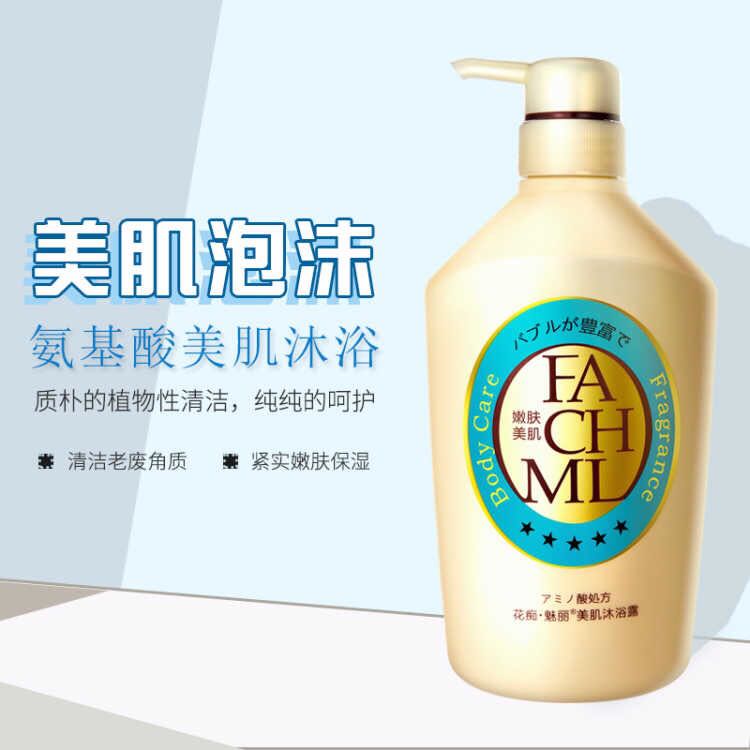 美肌泡沫
氨基酸美肌沐浴
质朴的植物性清洁，纯纯的呵护
清洁老废角质
紧实嫩肤保湿
バブルが豊富で
Body Care
Fragrance
嫩肤
美肌
FA
CH
ML
アミノ酸処方
花痴·魅丽®美肌沐浴露